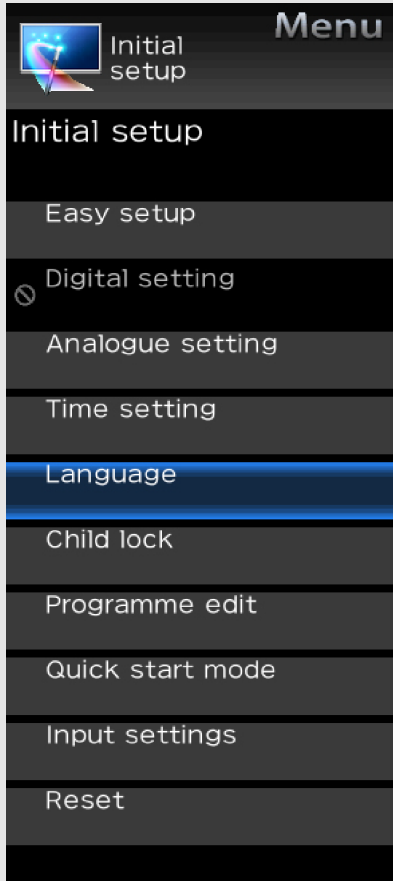 Menu
Initial
setup
Initial setup
Easy setup
Digital setting
Analogue setting
Time setting
Language
Child lock
Programme edit
Quick start mode
Input settings
Reset